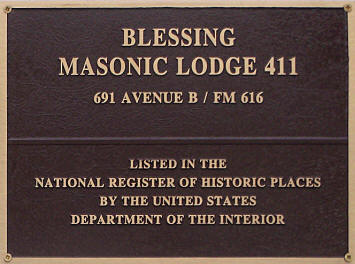 BLESSING
MASONIC LODGE 411
691 AVENUE B / FM 616
LISTED IN THE
NATIONAL REGISTER OF HISTORIC PLACES
BY THE UNITED STATES
DEPARTMENT OF THE INTERIOR